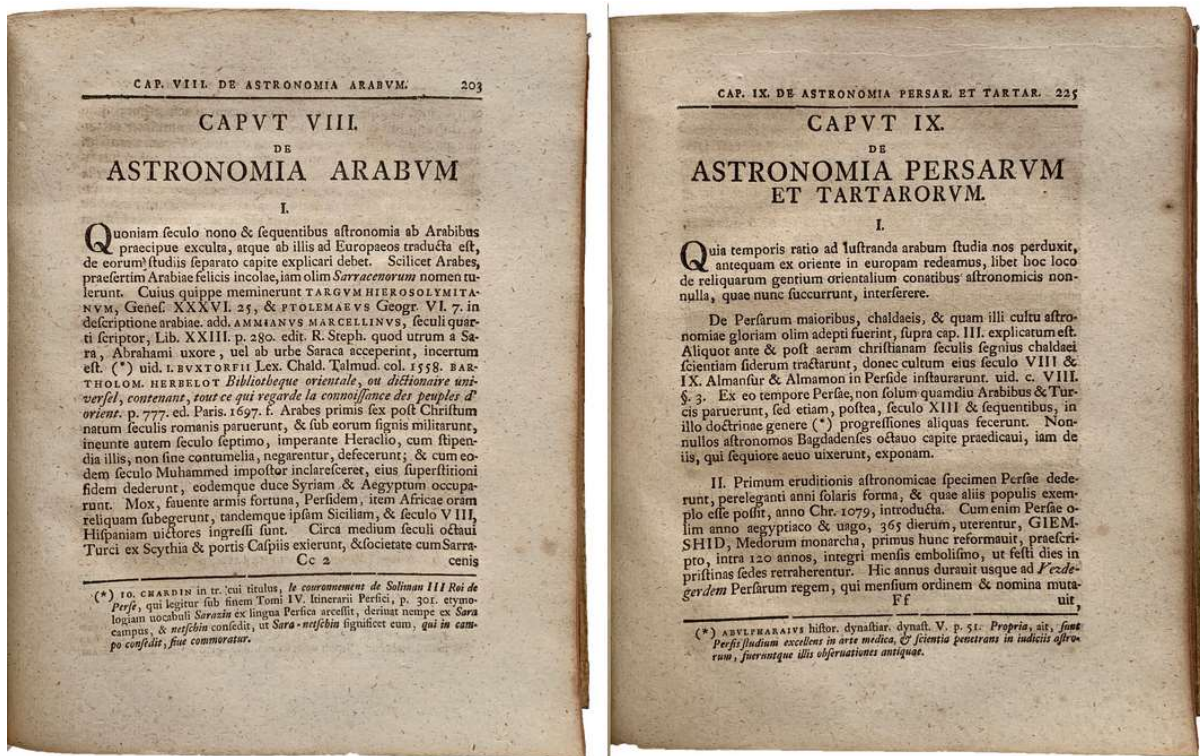 CAP. VIII. DE ASTRONOMIA ARABVM. 203
CAPVT VIII.
DE
ASTRONOMIA ARABVM
I.
Quoniam ſeculo nono & ſequentibus aſtronomia ab Arabibus
praecipue exculta, atque ab illis ad Europaeos traducta eſt,
de eorum ſtudiis ſeparato capite explicari debet. Scilicet Arabes,
praeſertim Arabiae felicis incolae, iam olim Sarracenorum nomen tu-
lerunt. Cuius quippe meminerunt TARGVM HIEROSOLYMITA-
NVM, Geneſ. XXXVI. 25, & PTOLEMAEVS Geogr. VI. 7. in
deſcriptione arabiae. add. AMMIANVS MARCELLINVS, ſeculi quar-
ti ſcriptor, Lib. XXIII. p. 280. edit. R. Steph. quod utrum a Sa-
ra, Abrahami uxore, uel ab urbe Saraca acceperint, incertum
eſt. (*) uid. I. BVXTORFII Lex. Chald. Talmud. col. 1558. BAR-
THOLOM. HERBELOT Bibliotheque orientale, ou dictionaire uni-
verſel, contenant, tout ce qui regarde la connoiſſance des peuples d'
orient. p. 777. ed. Paris. 1697. f. Arabes primis ſex poſt Chriſtum
natum ſeculis romanis paruerunt, & ſub eorum ſignis militarunt,
ineunte autem ſeculo ſeptimo, imperante Heraclio, cum ſtipen-
dia illis, non ſine contumelia, negarentur, defecerunt; & cum eo-
dem ſeculo Muhammed impoſtor inclareſceret, eius ſuperſtitioni
fidem dederunt, eodemque duce Syriam & Aegyptum occupa-
runt. Mox, fauente armis fortuna, Perſidem, item Africae oram
reliquam ſubegerunt, tandemque ipſam Siciliam, & ſeculo VIII,
Hiſpaniam uictores ingreſſi ſunt. Circa medium ſeculi octaui
Turci ex Scythia & portis Caſpiis exierunt, & ſocietate cum Sarra-
Cc 2 cenis
(*) IO. CHARDIN in tr. cui titulus, le couronnement de Soliman III Roi de
Perſe, qui legitur ſub finem Tomi IV. Itinerarii Perſici, p. 301. etymo-
logiam uocabuli Sarazin ex lingua Perſica arceſſit, deriuat nempe ex Sara
campus, & netſchin conſedit, ut Sara-netſchin ſignificet eum, qui in cam-
po conſedit, ſiue commoratur.
CAP. IX. DE ASTRONOMIA PERSAR. ET TARTAR. 225
CAPVT IX.
DE
ASTRONOMIA PERSARVM
ET TARTARORVM.
I.
Quia temporis ratio ad luſtranda arabum ſtudia nos perduxit,
antequam ex oriente in europam redeamus, libet hoc loco
de reliquarum gentium orientalium conatibus aſtronomicis non-
nulla, quae nunc ſuccurrunt, interſerere.
De Perſarum maioribus, chaldaeis, & quam illi cultu aſtro-
nomiae gloriam olim adepti fuerint, ſupra cap. III. explicatum eſt.
Aliquot ante & poſt aeram chriſtianam ſeculis ſegnius chaldaei
ſcientiam ſiderum tractarunt, donec cultum eius ſeculo VIII &
IX. Almanſur & Almamon in Perſide inſtaurarunt. uid. c. VIII.
§. 3. Ex eo tempore Perſae, non ſolum quamdiu Arabibus & Tur-
cis paruerunt, ſed etiam, poſtea, ſeculo XIII & ſequentibus, in
illo doctrinae genere (*) progreſſiones aliquas fecerunt. Non-
nullos aſtronomos Bagdadenſes octauo capite praedicaui, iam de
iis, qui ſequiore aeuo uixerunt, exponam.
II. Primum eruditionis aſtronomicae ſpecimen Perſae dede-
runt, pereleganti anni ſolaris forma, & quae aliis populis exem-
plo eſſe poſſit, anno Chr. 1079, introducta. Cum enim Perſae o-
lim anno aegyptiaco & uago, 365 dierum, uterentur, GIEM-
SHID, Medorum monarcha, primus hunc reformauit, praeſcri-
pto, intra 120 annos, integri menſis emboliſmo, ut feſti dies in
priſtinas ſedes retraherentur. Hic annus durauit usque ad Yezde-
gerdem Perſarum regem, qui menſium ordinem & nomina muta-
Ff uit,
(*) ABVLPHARAIVS hiſtor. dynaſtiar. dynaſt. V. p. 51. Propria, ait, ſunt
Perſis ſtudium excellens in arte medica, & ſcientia penetrans in iudiciis aſtro-
rum, fueruntque illis obſeruationes antiquae.